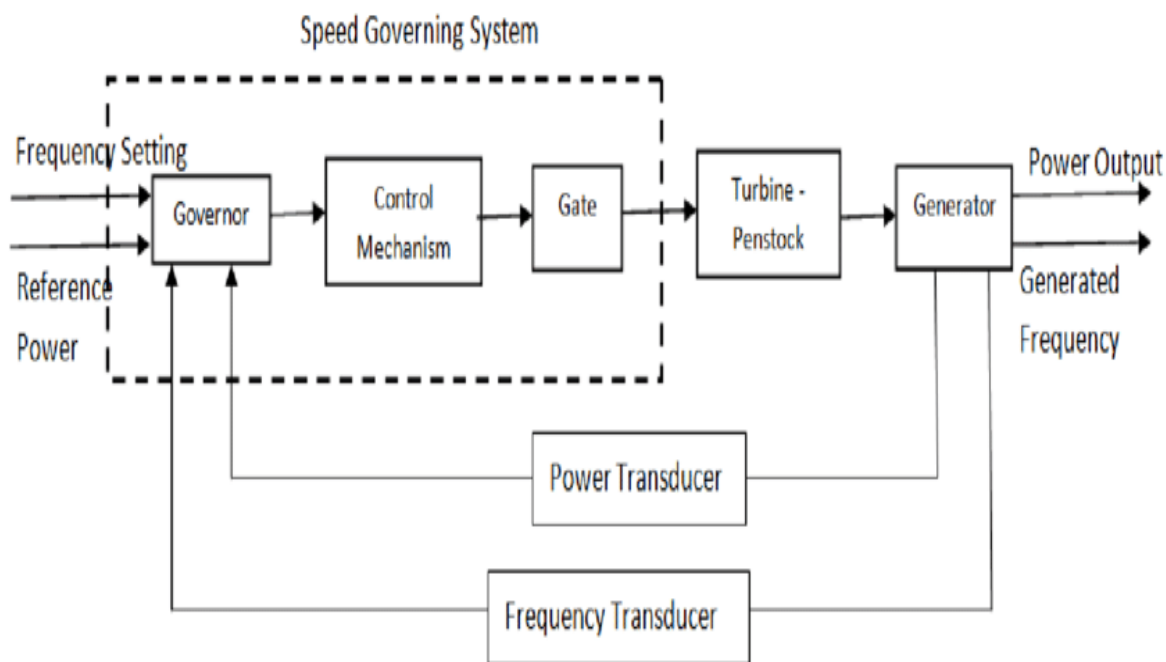 Speed Governing System
Frequency Setting
Governor
Control
Mechanism
Gate
Turbine -
Penstock
Generator
Power Output
Reference
Power
Generated
Frequency
Power Transducer
Frequency Transducer